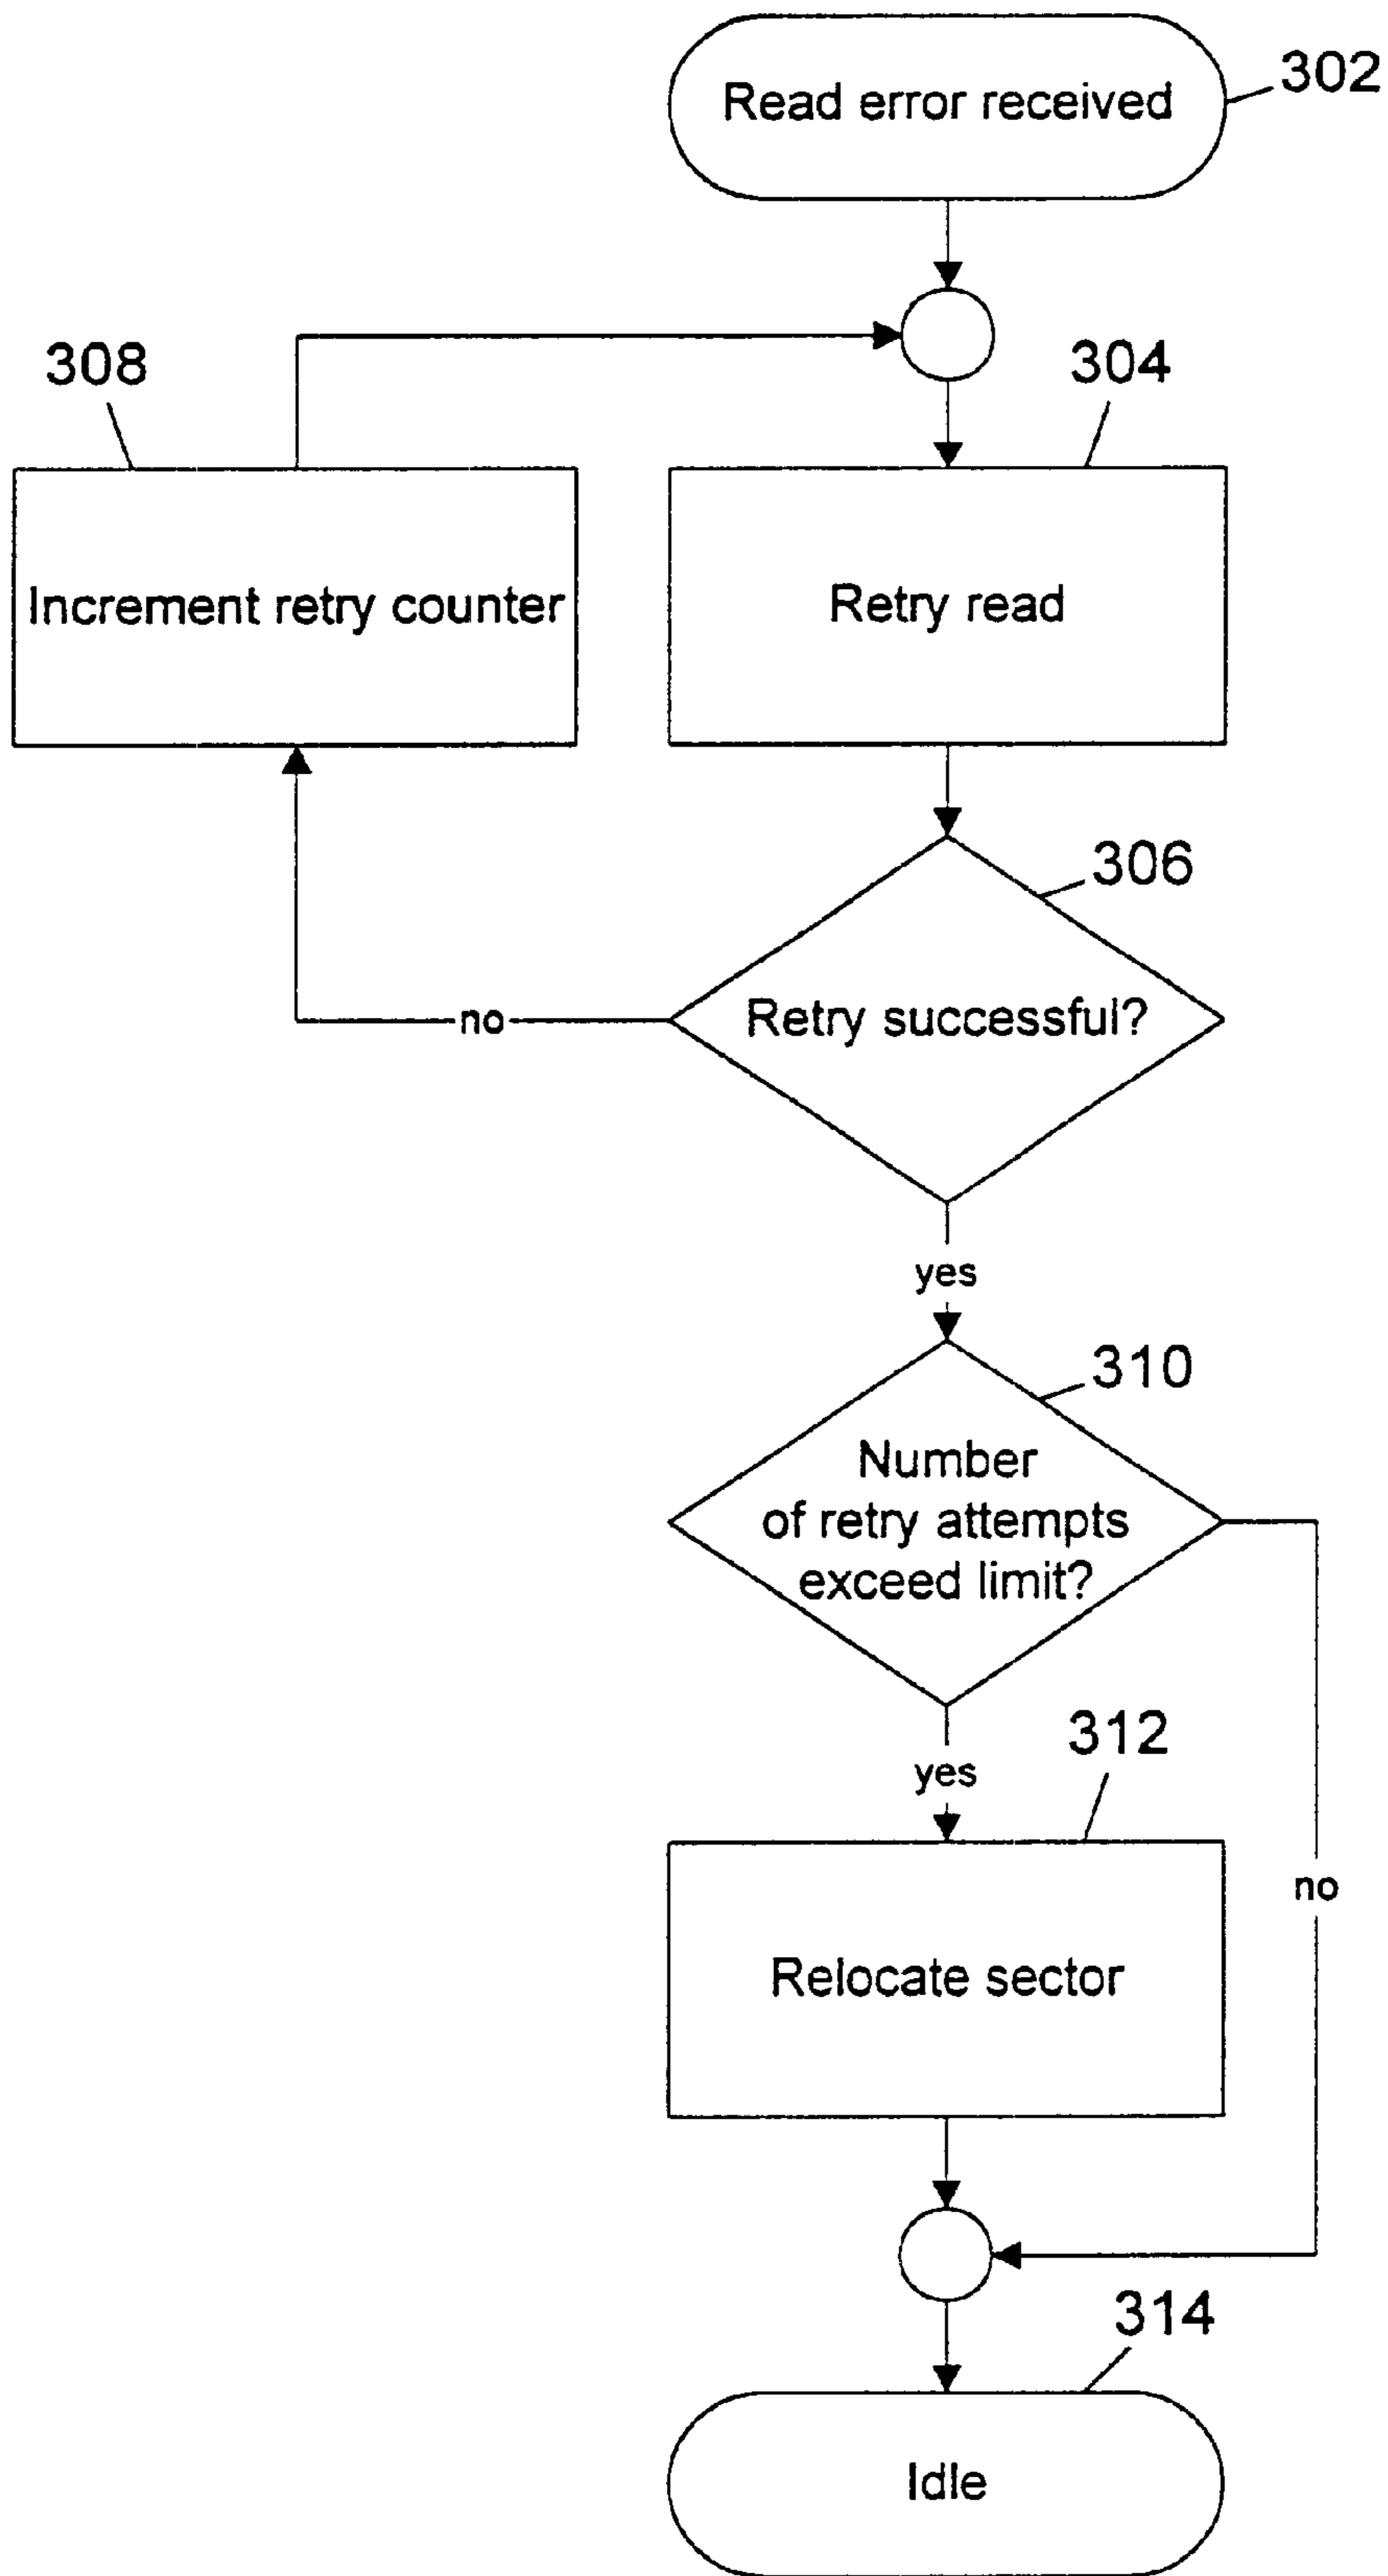 Read error received
302
308
304
Increment retry counter
Retry read
306
Retry successful?
no
yes
310
Number
of retry attempts
exceed limit?
312
yes
no
Relocate sector
314
Idle